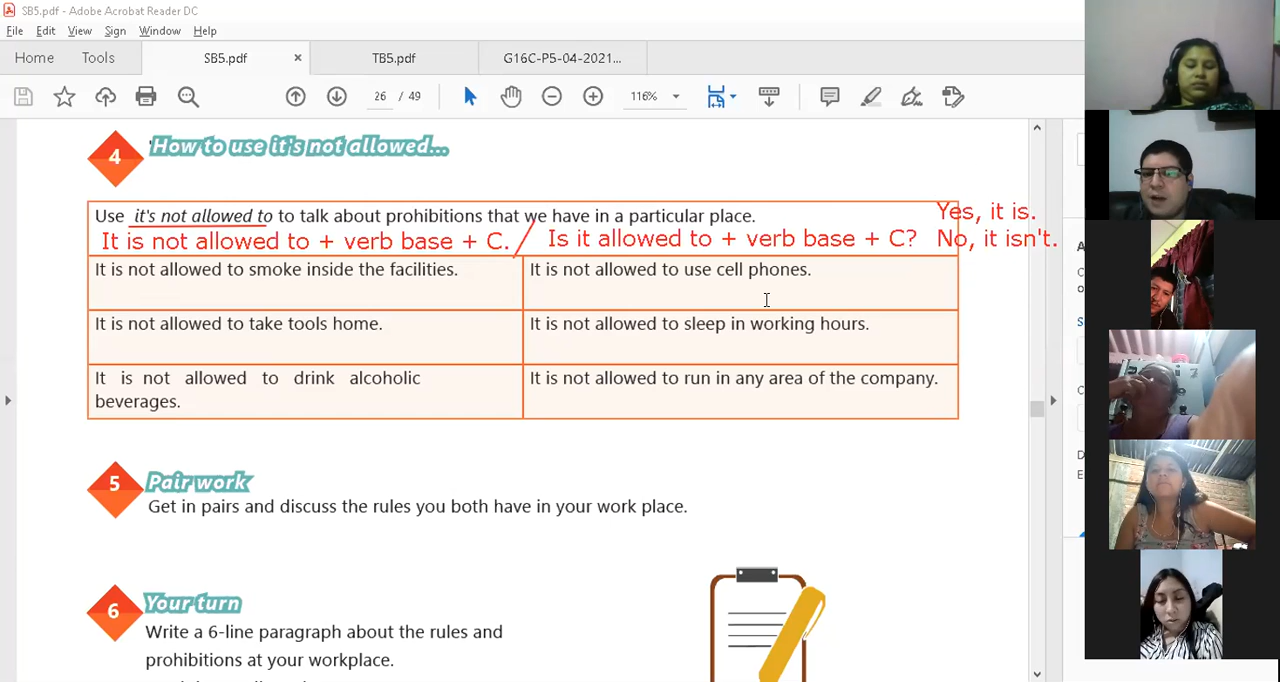 SB5.pdf - Adobe Acrobat Reader DC
File Edit View Sign Window Help
Home Tools SB5.pdf × TB5.pdf G16C-P5-04-2021...
26 / 49 116%
4 How to use it's not allowed...
Use it's not allowed to to talk about prohibitions that we have in a particular place.
Yes, it is.
It is not allowed to + verb base + C. / Is it allowed to + verb base + C? No, it isn't.
It is not allowed to smoke inside the facilities. It is not allowed to use cell phones.
It is not allowed to take tools home. It is not allowed to sleep in working hours.
It is not allowed to drink alcoholic It is not allowed to run in any area of the company.
beverages.
5 Pair work
Get in pairs and discuss the rules you both have in your work place.
6 Your turn
Write a 6-line paragraph about the rules and
prohibitions at your workplace.